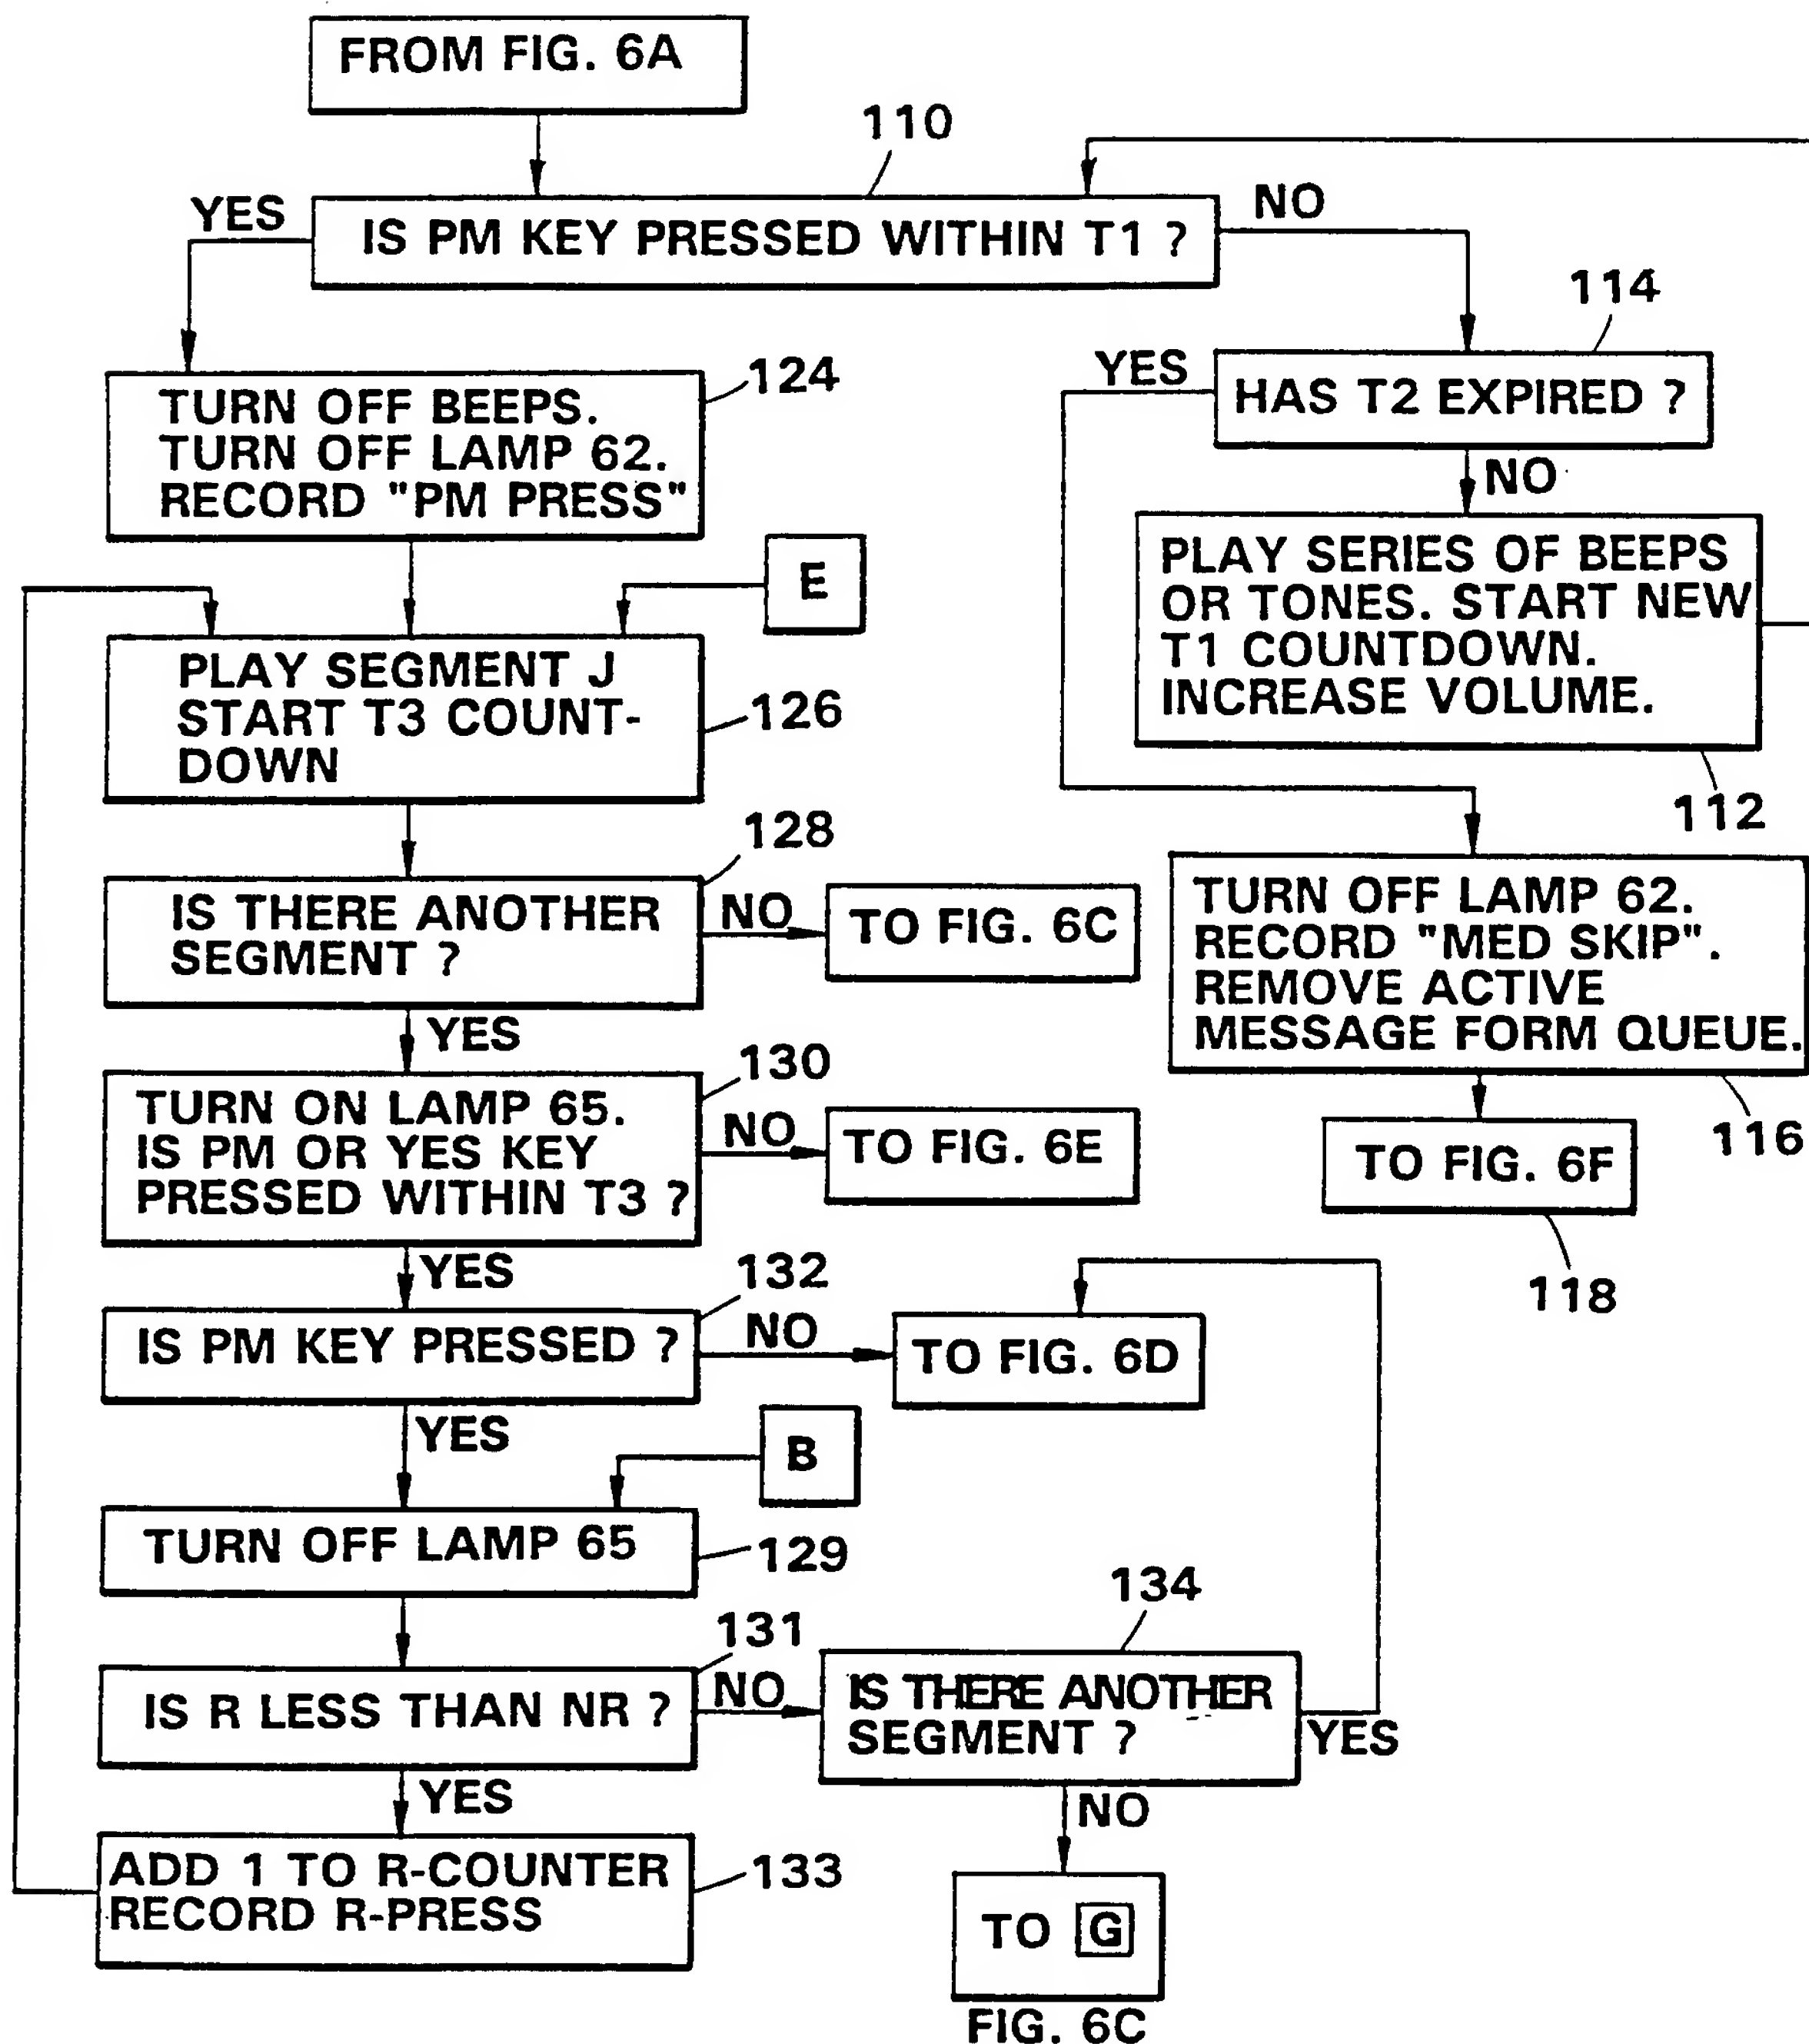 FROM FIG. 6A
110
YES
IS PM KEY PRESSED WITHIN T1 ?
NO
114
YES
HAS T2 EXPIRED ?
NO
124
TURN OFF BEEPS.
TURN OFF LAMP 62.
RECORD "PM PRESS"
E
PLAY SERIES OF BEEPS
OR TONES. START NEW
T1 COUNTDOWN.
INCREASE VOLUME.
112
PLAY SEGMENT J
START T3 COUNT-
DOWN
126
128
IS THERE ANOTHER
SEGMENT ?
NO
TO FIG. 6C
YES
TURN OFF LAMP 62.
RECORD "MED SKIP".
REMOVE ACTIVE
MESSAGE FORM QUEUE.
116
TO FIG. 6F
118
130
TURN ON LAMP 65.
IS PM OR YES KEY
PRESSED WITHIN T3 ?
NO
TO FIG. 6E
YES
132
IS PM KEY PRESSED ?
NO
TO FIG. 6D
YES
B
TURN OFF LAMP 65
129
131
IS R LESS THAN NR ?
NO
134
IS THERE ANOTHER
SEGMENT ?
YES
YES
NO
ADD 1 TO R-COUNTER
RECORD R-PRESS
133
TO G
FIG. 6C